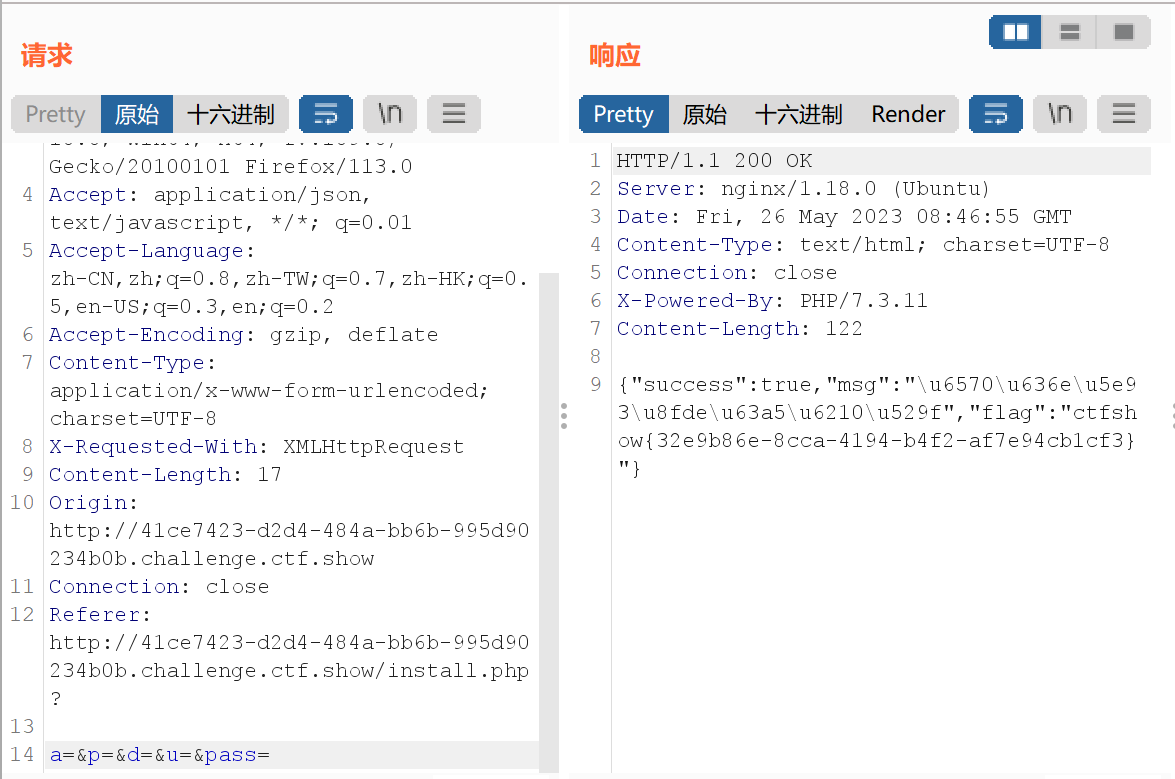 请求
Pretty 原始 十六进制 \n
Gecko/20100101 Firefox/113.0
4 Accept: application/json,
text/javascript, */*; q=0.01
5 Accept-Language:
zh-CN,zh;q=0.8,zh-TW;q=0.7,zh-HK;q=0.
5,en-US;q=0.3,en;q=0.2
6 Accept-Encoding: gzip, deflate
7 Content-Type:
application/x-www-form-urlencoded;
charset=UTF-8
8 X-Requested-With: XMLHttpRequest
9 Content-Length: 17
10 Origin:
http://41ce7423-d2d4-484a-bb6b-995d90
234b0b.challenge.ctf.show
11 Connection: close
12 Referer:
http://41ce7423-d2d4-484a-bb6b-995d90
234b0b.challenge.ctf.show/install.php
?
13
14 a=&p=&d=&u=&pass=
响应
Pretty 原始 十六进制 Render \n
1 HTTP/1.1 200 OK
2 Server: nginx/1.18.0 (Ubuntu)
3 Date: Fri, 26 May 2023 08:46:55 GMT
4 Content-Type: text/html; charset=UTF-8
5 Connection: close
6 X-Powered-By: PHP/7.3.11
7 Content-Length: 122
8
9 {"success":true,"msg":"\u6570\u636e\u5e9
3\u8fde\u63a5\u6210\u529f","flag":"ctfsh
ow{32e9b86e-8cca-4194-b4f2-af7e94cb1cf3}
"}